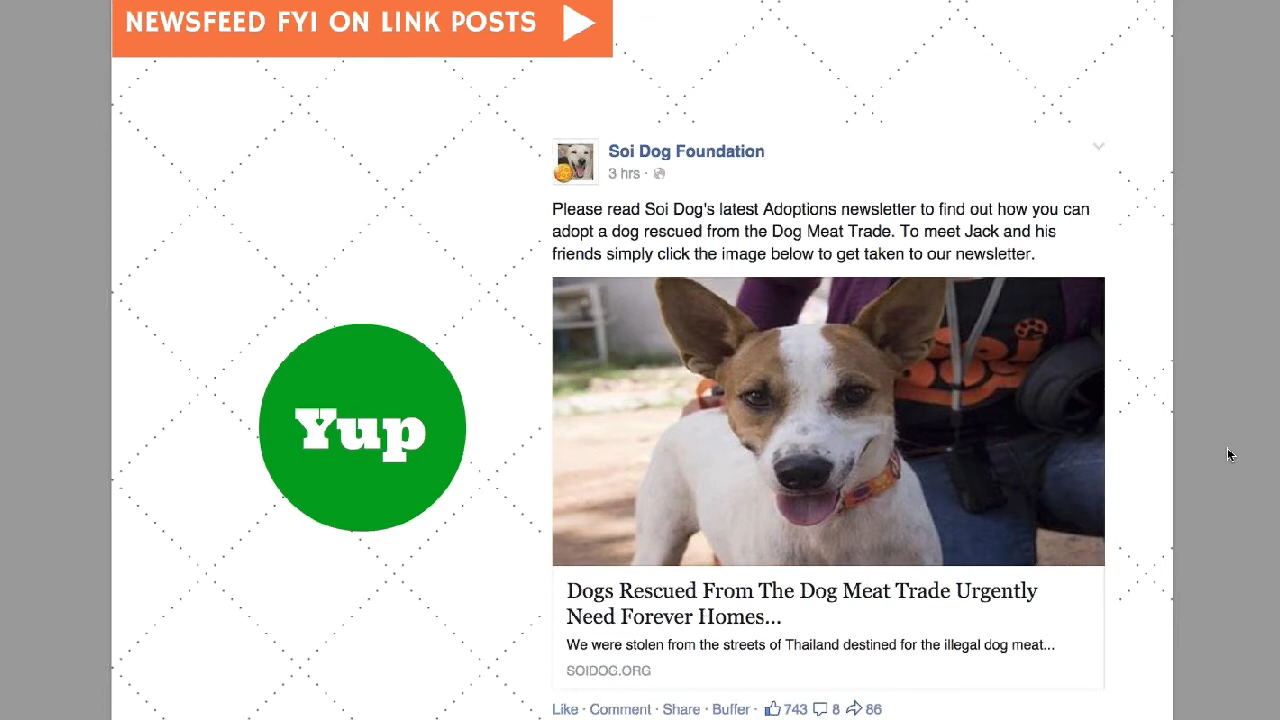 NEWSFEED FYI ON LINK POSTS
Soi Dog Foundation
3 hrs ·
Please read Soi Dog's latest Adoptions newsletter to find out how you can
adopt a dog rescued from the Dog Meat Trade. To meet Jack and his
friends simply click the image below to get taken to our newsletter.
Yup
Dogs Rescued From The Dog Meat Trade Urgently
Need Forever Homes...
We were stolen from the streets of Thailand destined for the illegal dog meat...
SOIDOG.ORG
Like · Comment · Share · Buffer · 743 8 86